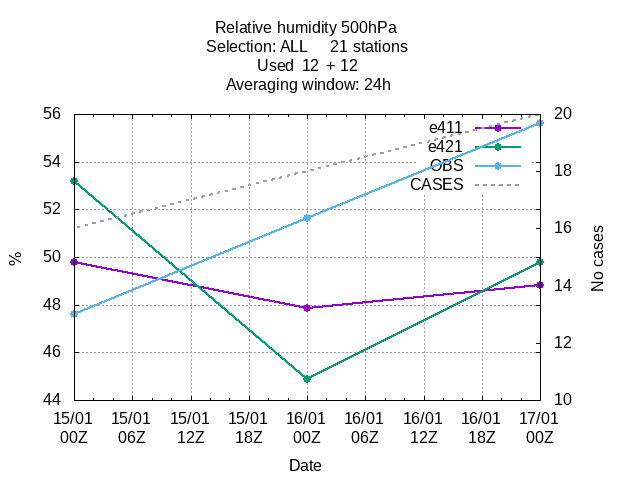 Relative humidity 500hPa
Selection: ALL 21 stations
Used 12 + 12
Averaging window: 24h
56 20
e411
e421
54 18
OBS
CASES
52
16
50
%
No cases
14
48
46 12
44 10
15/01 15/01 15/01 15/01 16/01 16/01 16/01 16/01 17/01
00Z 06Z 12Z 18Z 00Z 06Z 12Z 18Z 00Z
Date